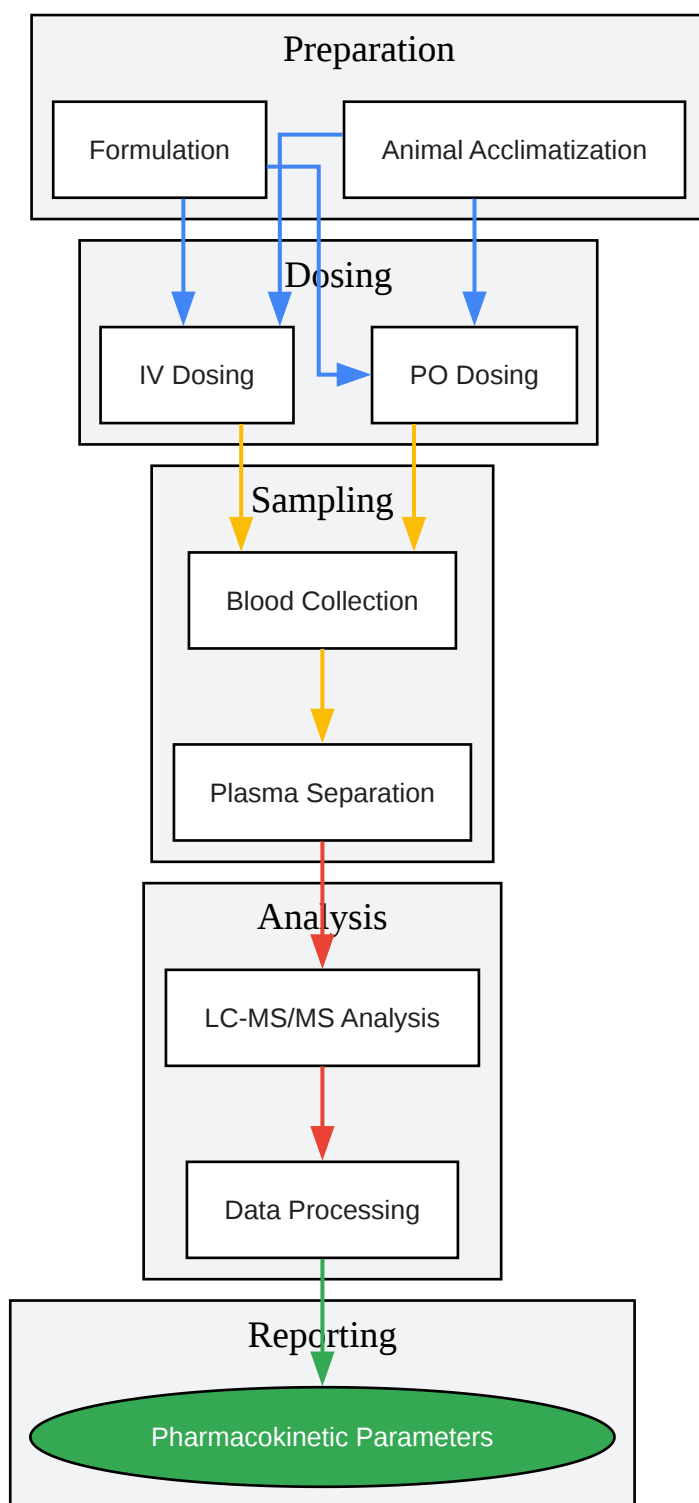 Preparation
Formulation
Animal Acclimatization
Dosing
IV Dosing
PO Dosing
Sampling
Blood Collection
Plasma Separation
Analysis
LC-MS/MS Analysis
Data Processing
Reporting
Pharmacokinetic Parameters